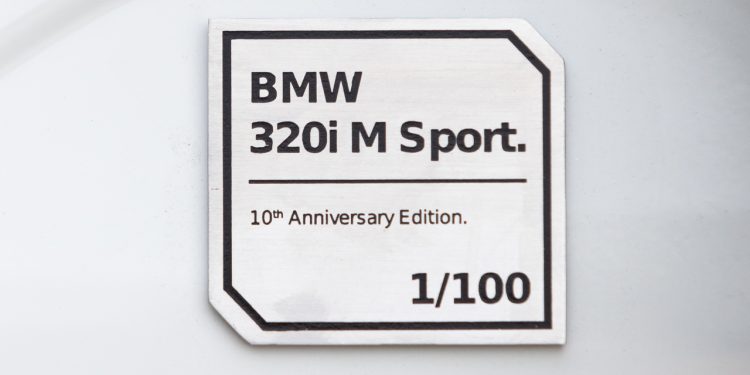 BMW
320i M Sport.
10th Anniversary Edition.
1/100